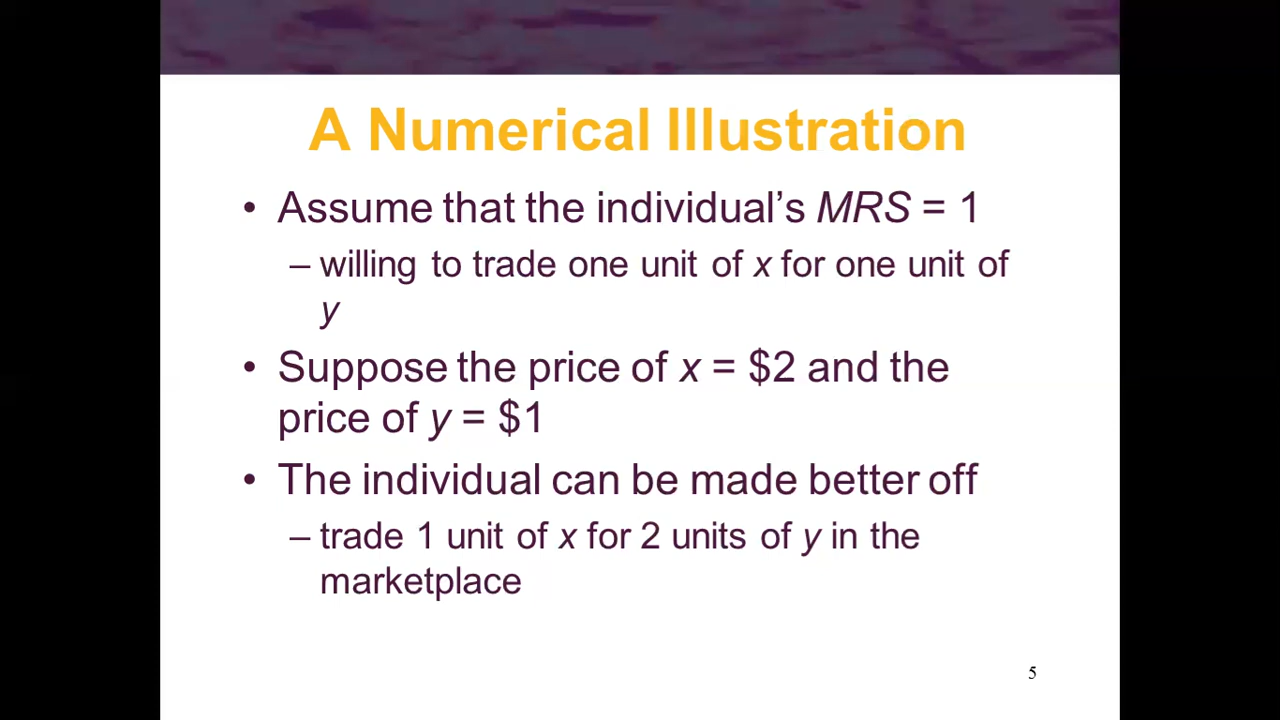 A Numerical Illustration
• Assume that the individual’s MRS = 1
– willing to trade one unit of x for one unit of
y
• Suppose the price of x = $2 and the
price of y = $1
• The individual can be made better off
– trade 1 unit of x for 2 units of y in the
marketplace
5